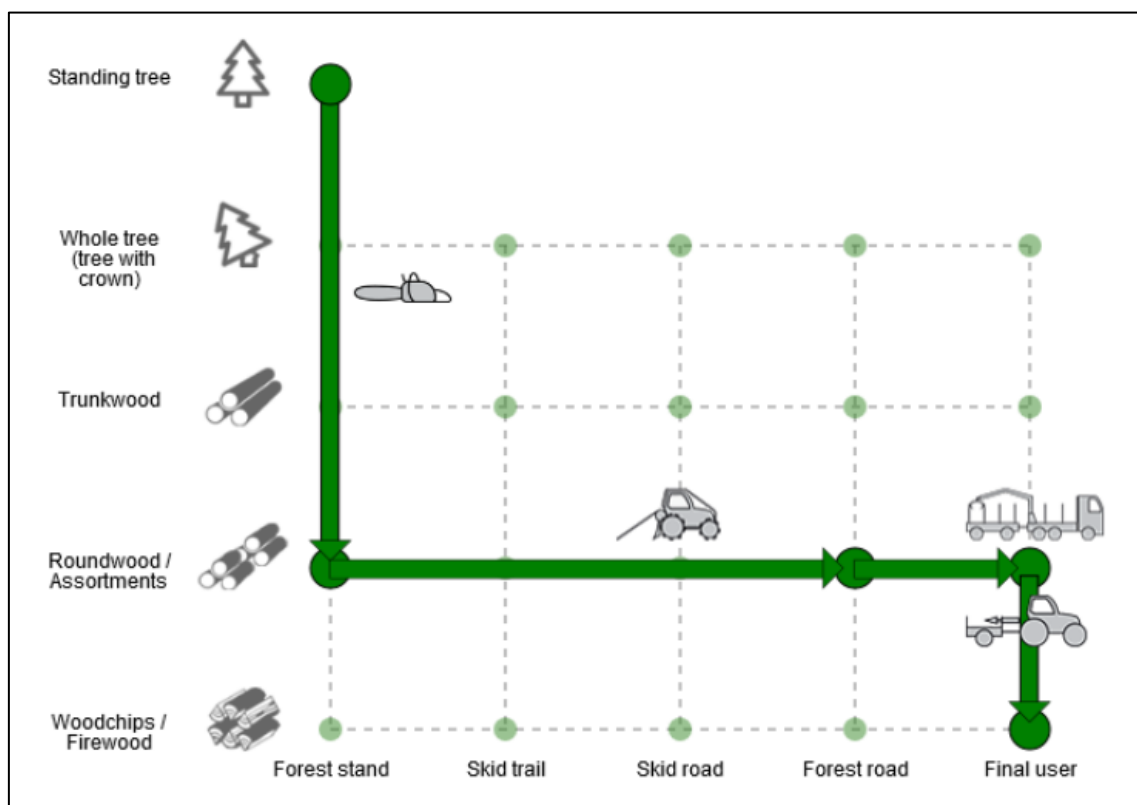 Standing tree
Whole tree
(tree with
crown)
Trunkwood
Roundwood /
Assortments
Woodchips /
Firewood
Forest stand
Skid trail
Skid road
Forest road
Final user